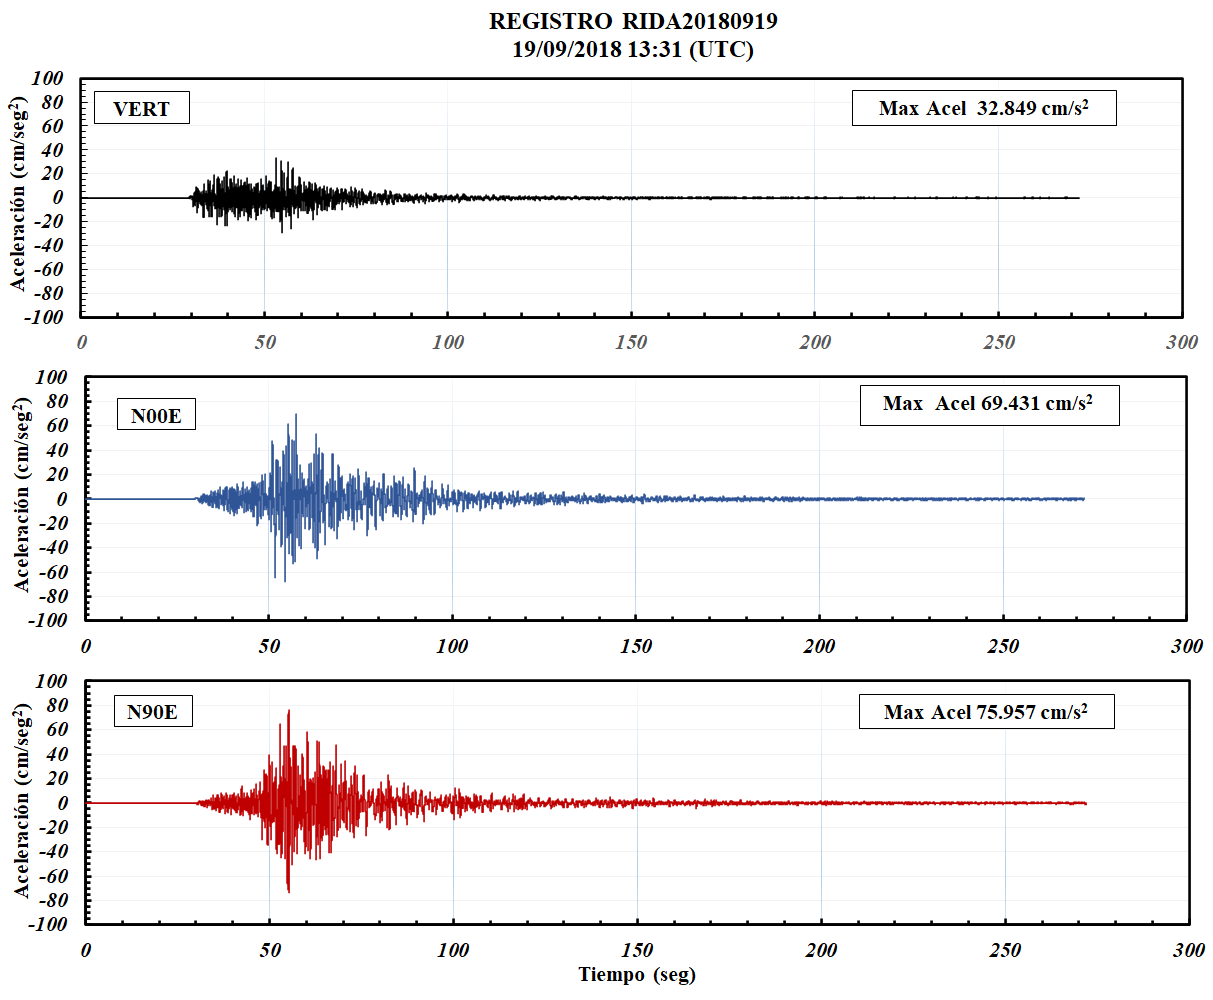 REGISTRO RIDA20180919
19/09/2018 13:31 (UTC)
Aceleración (cm/seg²)
100
80
60
40
20
0
-20
-40
-60
-80
-100
VERT
Max Acel 32.849 cm/s²
0 50 100 150 200 250 300
Aceleración (cm/seg²)
100
80
60
40
20
0
-20
-40
-60
-80
-100
N00E
Max Acel 69.431 cm/s²
0 50 100 150 200 250 300
Aceleración (cm/seg²)
100
80
60
40
20
0
-20
-40
-60
-80
-100
N90E
Max Acel 75.957 cm/s²
0 50 100 150 200 250 300
Tiempo (seg)